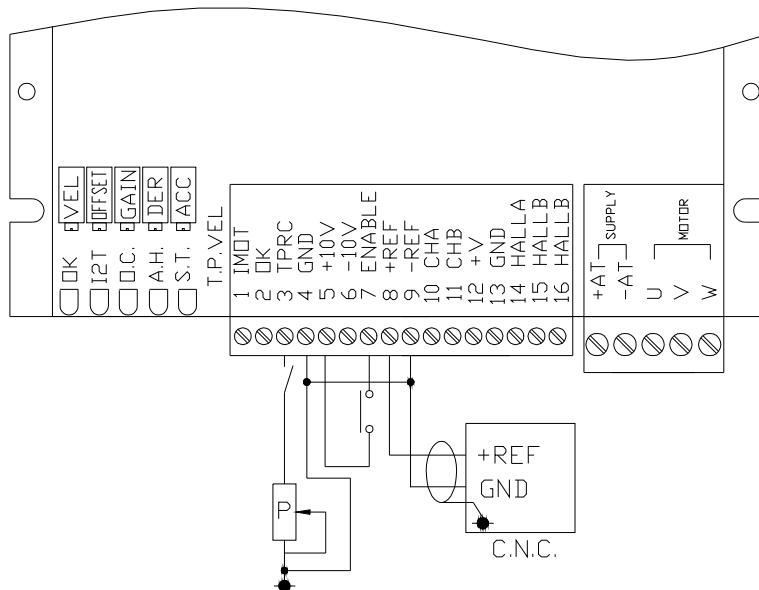 VEL
OFFSET
GAIN
DER
ACC
OK
I2T
O.C.
A.H.
S.T.
T.P.VEL
1 IMOT
2 OK
3 TPRC
4 GND
5 +10V
6 -10V
7 ENABLE
8 +REF
9 -REF
10 CHA
11 CHB
12 +V
13 GND
14 HALLA
15 HALLB
16 HALLB
SUPPLY
MOTOR
+AT
-AT
U
V
W
P
+REF
GND
C.N.C.